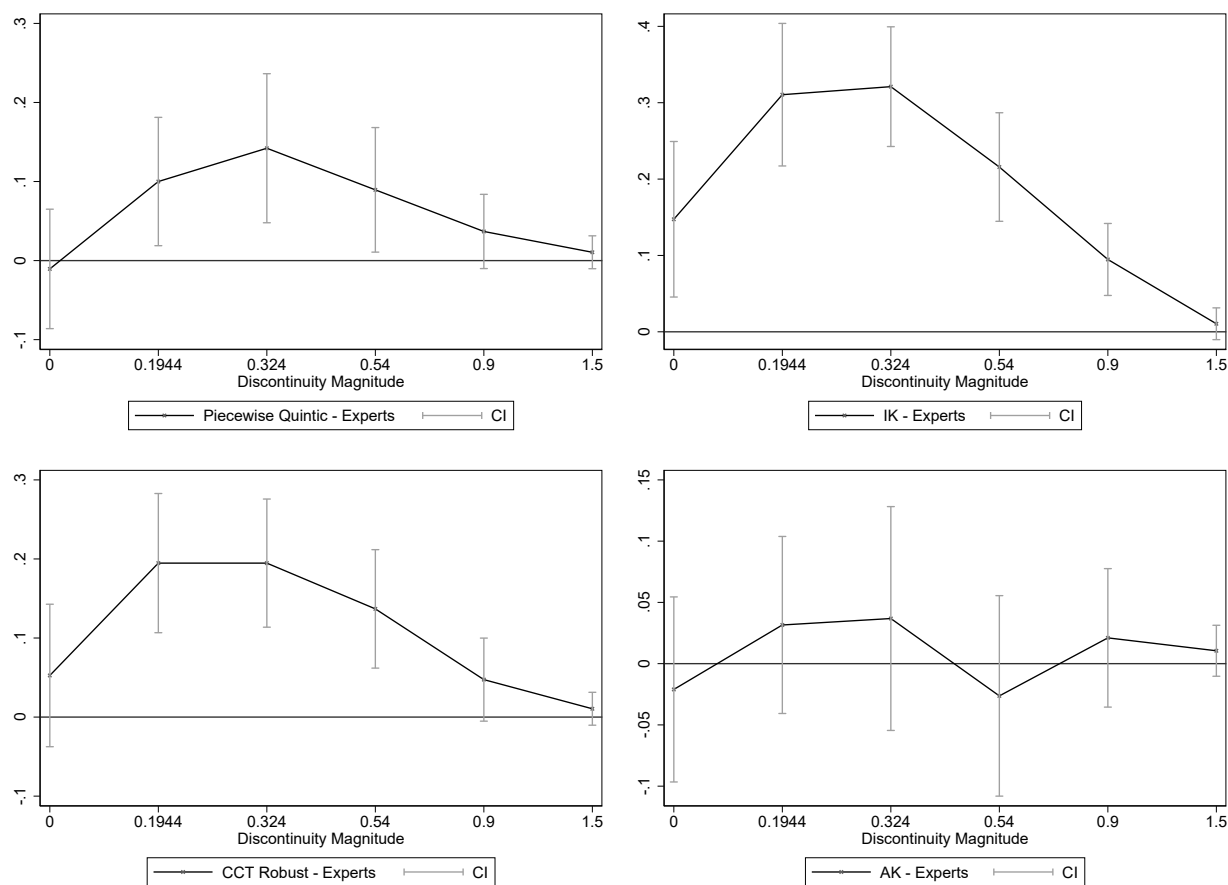 .3
.2
.1
0
-.1
0 0.1944 0.324 0.54 0.9 1.5
Discontinuity Magnitude
Piecewise Quintic - Experts CI
.4
.3
.2
.1
0
0 0.1944 0.324 0.54 0.9 1.5
Discontinuity Magnitude
IK - Experts CI
.3
.2
.1
0
-.1
0 0.1944 0.324 0.54 0.9 1.5
Discontinuity Magnitude
CCT Robust - Experts CI
.15
.1
.05
0
-.05
-.1
0 0.1944 0.324 0.54 0.9 1.5
Discontinuity Magnitude
AK - Experts CI